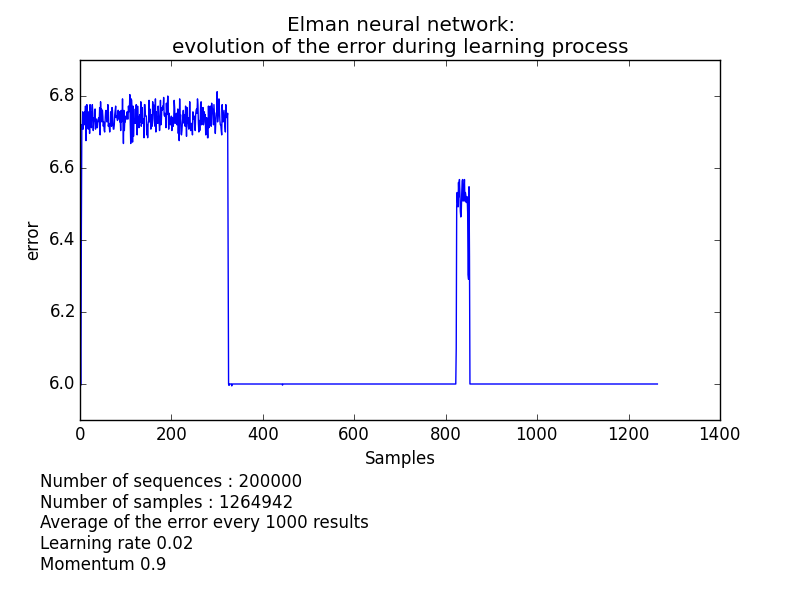 Elman neural network:
evolution of the error during learning process
6.8
6.6
6.4
6.2
6.0
error
0 200 400 600 800 1000 1200 1400
Samples
Number of sequences : 200000
Number of samples : 1264942
Average of the error every 1000 results
Learning rate 0.02
Momentum 0.9